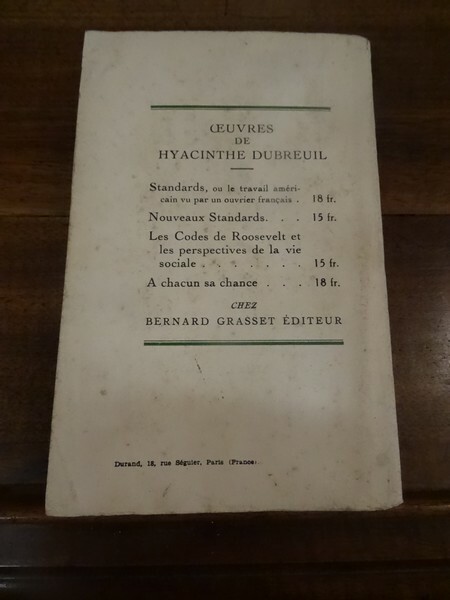 ŒUVRES
DE
HYACINTHE DUBREUIL
Standards, ou le travail améri-
cain vu par un ouvrier français . 18 fr.
Nouveaux Standards. . . 15 fr.
Les Codes de Roosevelt et
les perspectives de la vie
sociale . . . . . . . 15 fr.
A chacun sa chance . . . 18 fr.
CHEZ
BERNARD GRASSET ÉDITEUR
Durand, 18, rue Séguier, Paris (France)